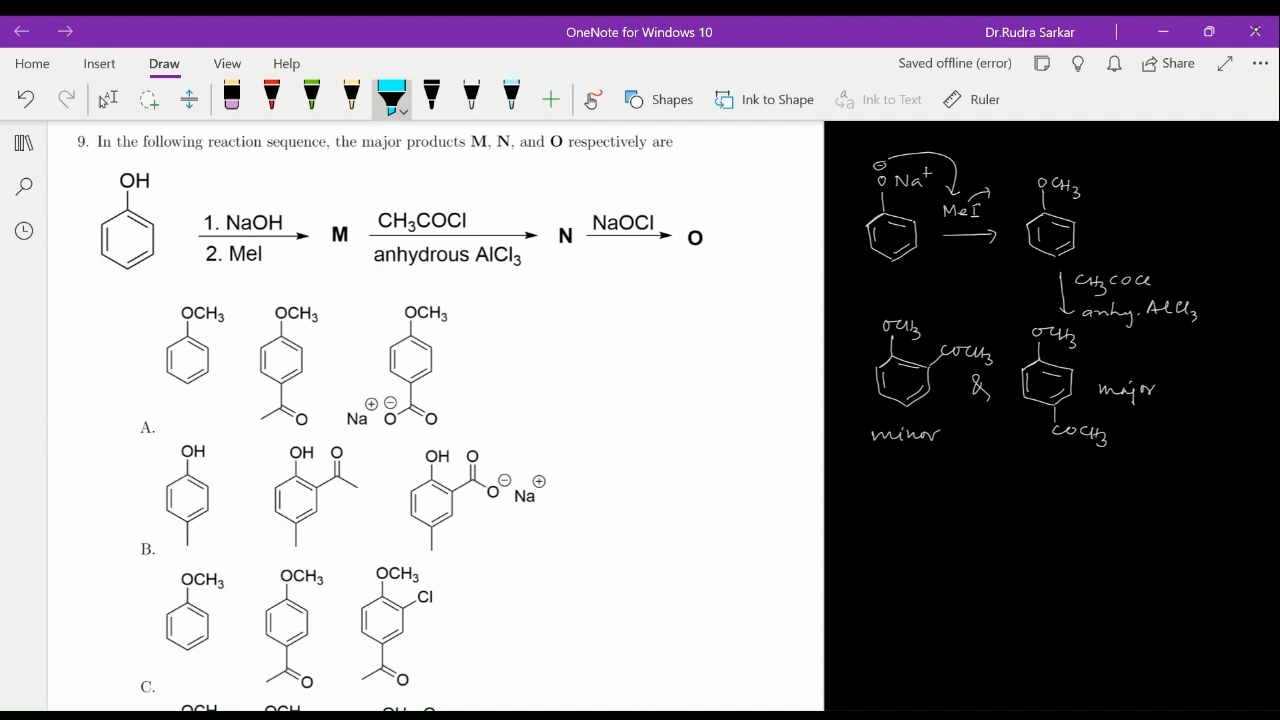 OneNote for Windows 10
Dr.Rudra Sarkar
Home Insert Draw View Help
Saved offline (error)
Share
Shapes
Ink to Shape
Ink to Text
Ruler
9. In the following reaction sequence, the major products M, N, and O respectively are
OH
1. NaOH
2. MeI
M
CH₃COCl
anhydrous AlCl₃
N
NaOCl
O
OCH₃ OCH₃ OCH₃
O Na⊕ ⊖O O
A.
OH OH O OH O
O⊖ Na⊕
B.
OCH₃ OCH₃ OCH₃
Cl
O O
C.
⊖
O Na⁺
MeI
OCH₃
CH₃COCl
anhy. AlCl₃
OCH₃
COCH₃
minor
&
OCH₃
major
COCH₃